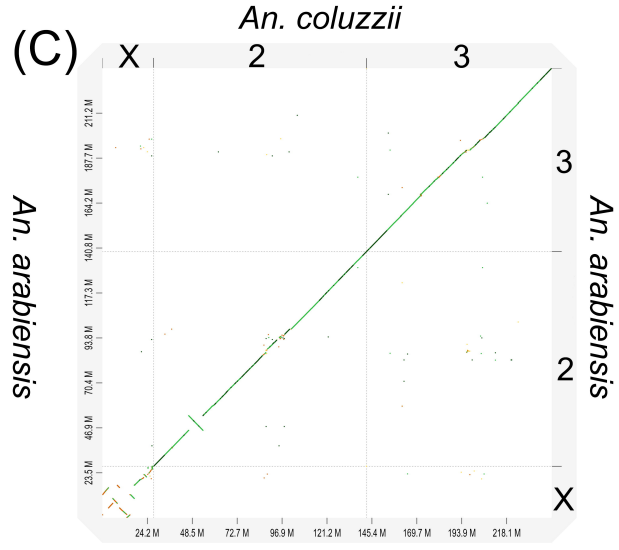 An. coluzzii
(C)
X 2 3
211.2 M
187.7 M
164.2 M
140.8 M
117.3 M
93.8 M
70.4 M
46.9 M
23.5 M
An. arabiensis
3
2
X
An. arabiensis
24.2 M 48.5 M 72.7 M 96.9 M 121.2 M 145.4 M 169.7 M 193.9 M 218.1 M